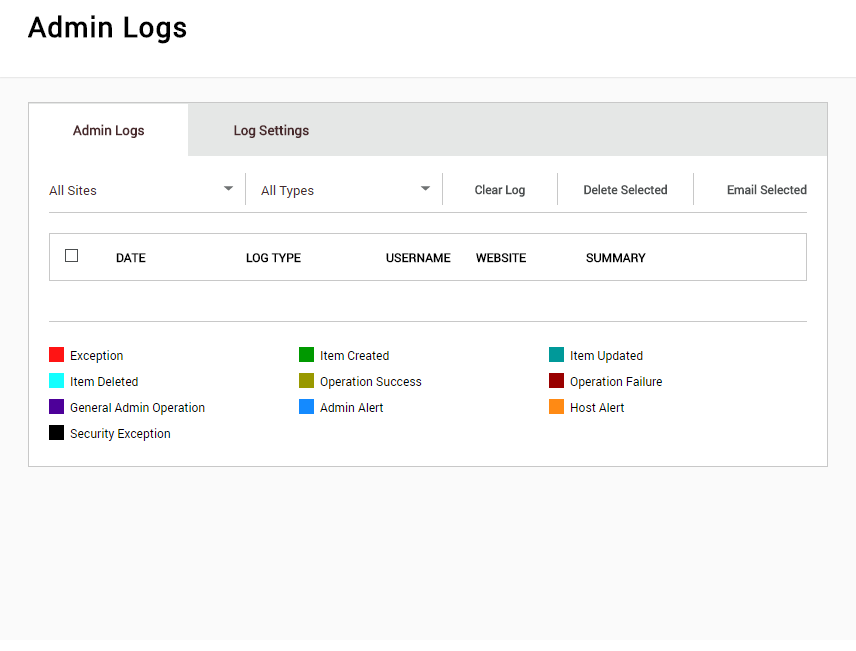 Admin Logs
Admin Logs Log Settings
All Sites All Types Clear Log Delete Selected Email Selected
DATE LOG TYPE USERNAME WEBSITE SUMMARY
Exception Item Created Item Updated
Item Deleted Operation Success Operation Failure
General Admin Operation Admin Alert Host Alert
Security Exception